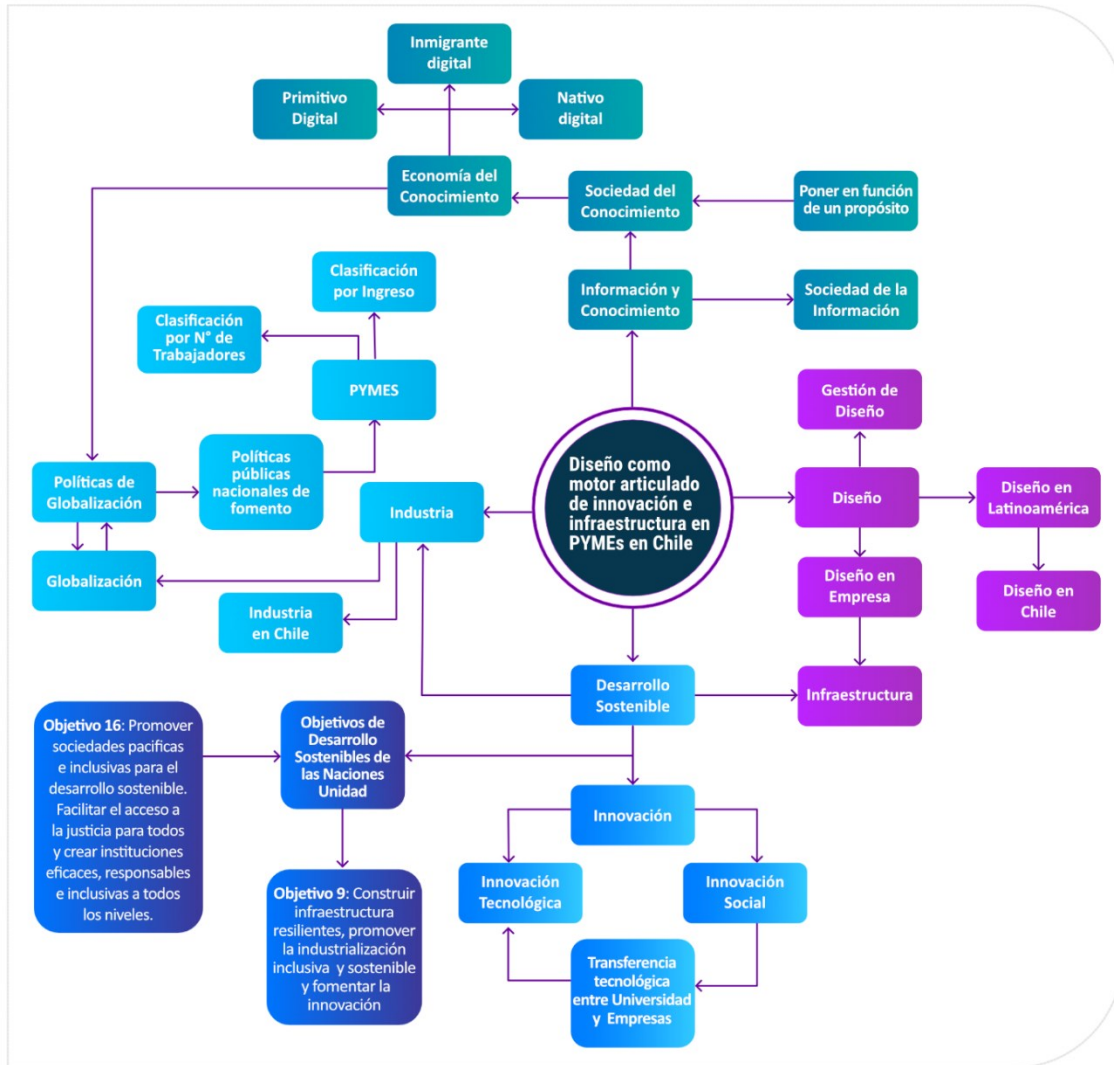 Inmigrante
digital
Primitivo
Digital
Nativo
digital
Economía del
Conocimiento
Sociedad del
Conocimiento
Poner en función
de un propósito
Clasificación
por Ingreso
Información y
Conocimiento
Sociedad de la
Información
Clasificación
por N° de
Trabajadores
PYMES
Gestión de
Diseño
Políticas de
Globalización
Políticas
públicas
nacionales de
fomento
Industria
Diseño como
motor articulado
de innovación e
infraestructura en
PYMEs en Chile
Diseño
Diseño en
Latinoamérica
Globalización
Industria
en Chile
Diseño en
Empresa
Diseño en
Chile
Desarrollo
Sostenible
Infraestructura
Objetivo 16: Promover
sociedades pacificas
e inclusivas para el
desarrollo sostenible.
Facilitar el acceso a
la justicia para todos
y crear instituciones
eficaces, responsables
e inclusivas a todos
los niveles.
Objetivos de
Desarrollo
Sostenibles de
las Naciones
Unidad
Innovación
Objetivo 9: Construir
infraestructura
resilientes, promover
la industrialización
inclusiva y sostenible
y fomentar la
innovación
Innovación
Tecnológica
Innovación
Social
Transferencia
tecnológica
entre Universidad
y Empresas